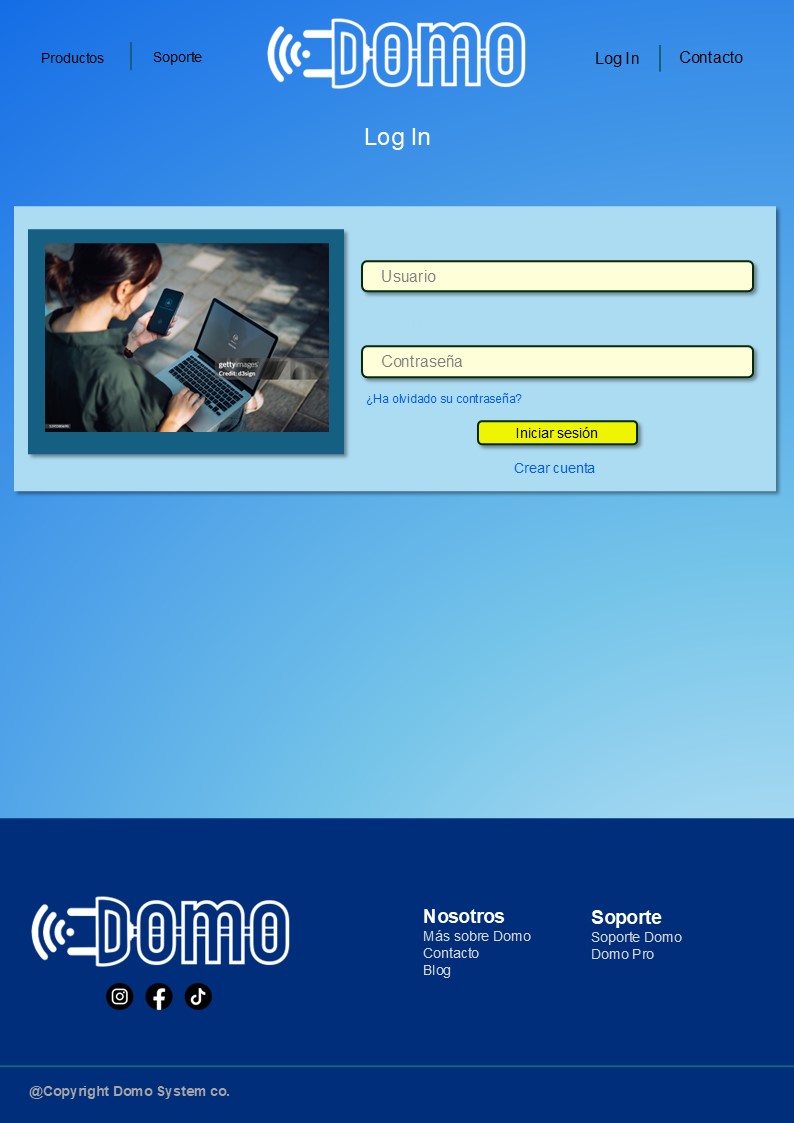 Productos
Soporte
Domo
Log In
Contacto
Log In
gettyimages
Credit: d3sign
Usuario
Contraseña
¿Ha olvidado su contraseña?
Iniciar sesión
Crear cuenta
Domo
Nosotros
Más sobre Domo
Contacto
Blog
Soporte
Soporte Domo
Domo Pro
@Copyright Domo System co.